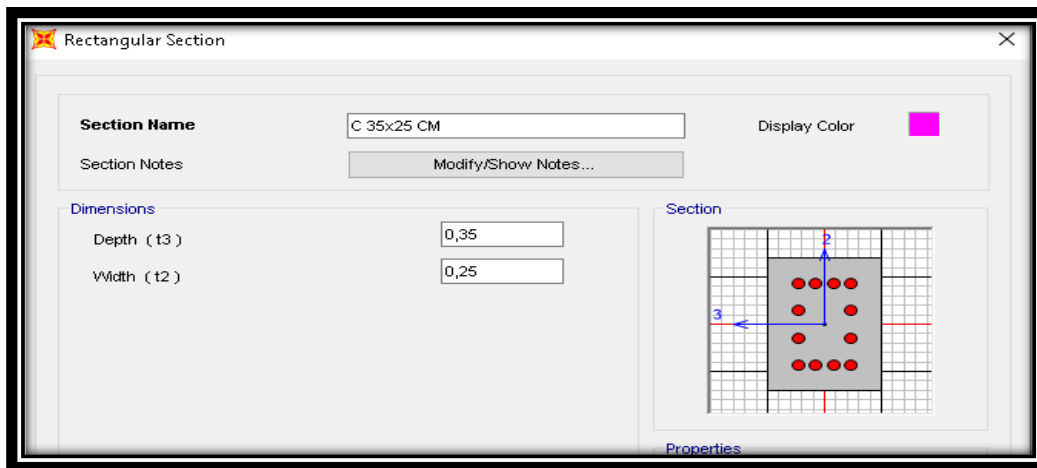 Rectangular Section
Section Name
C 35x25 CM
Display Color
Section Notes
Modify/Show Notes...
Dimensions
Depth ( t3 )
0,35
Width ( t2 )
0,25
Section
2
3
Properties